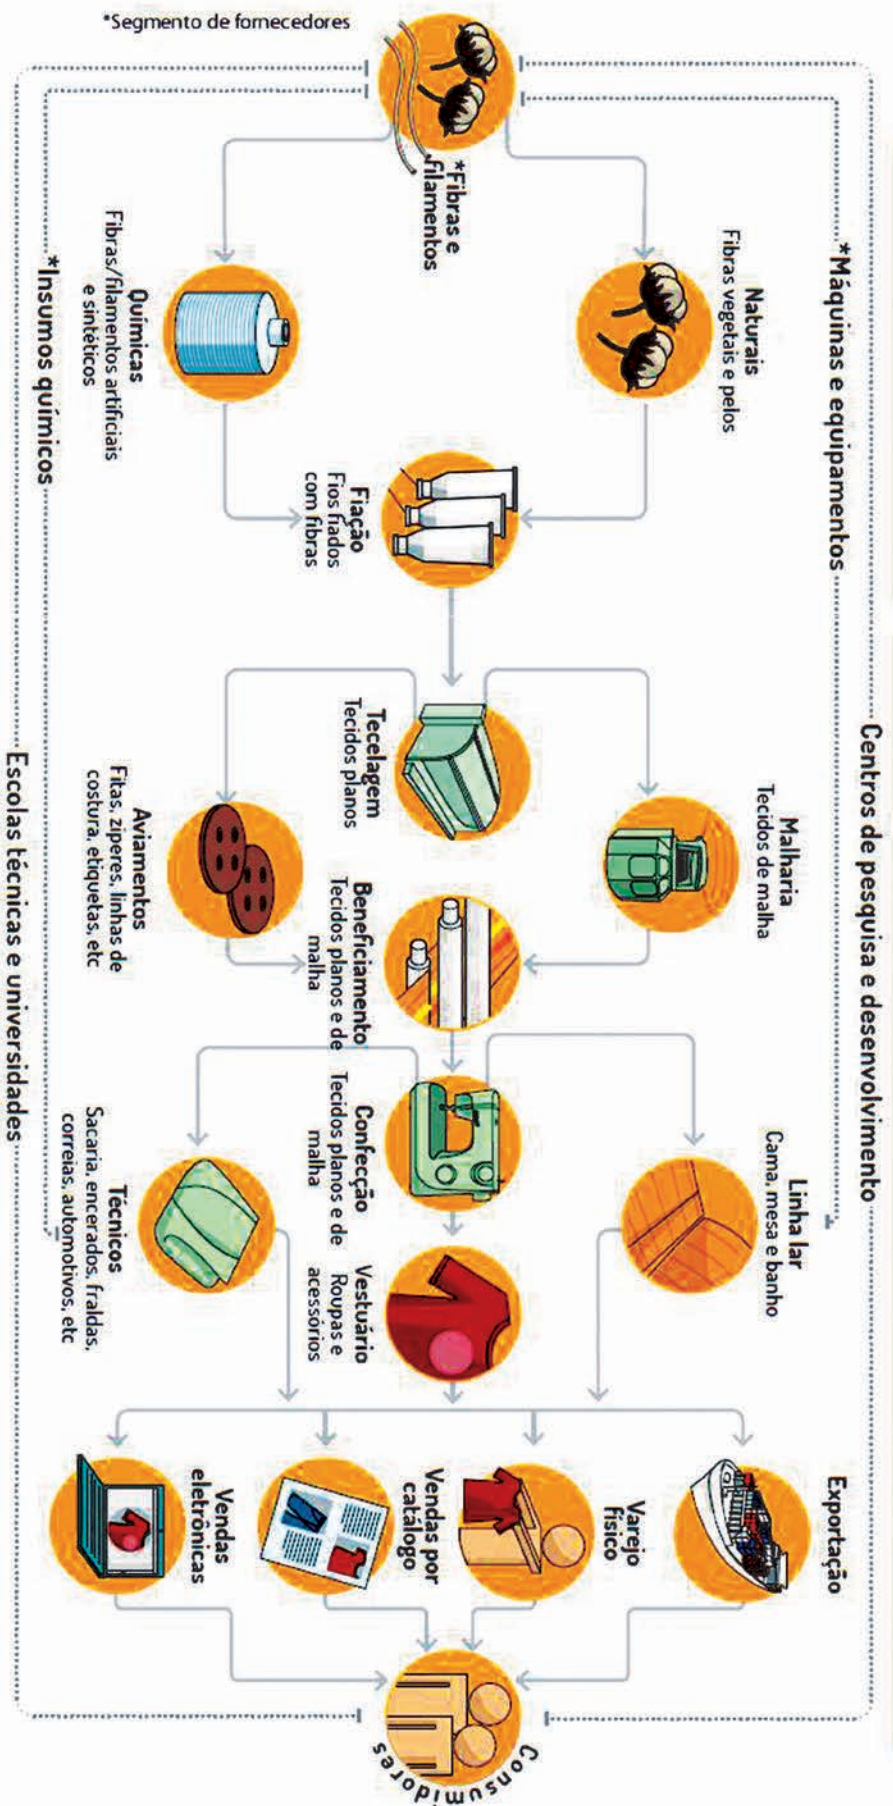 *Segmento de fornecedores
Centros de pesquisa e desenvolvimento
*Máquinas e equipamentos
*Fibras e
filamentos
Naturais
Fibras vegetais e pelos
Químicas
Fibras/filamentos artificiais
e sintéticos
Fiação
Fios fiados
com fibras
Tecelagem
Tecidos planos
Malharia
Tecidos de malha
Aviamentos
Fitas, zíperes, linhas de
costura, etiquetas, etc
Beneficiamento
Tecidos planos e de
malha
Confecção
Tecidos planos e de
malha
Linha lar
Cama, mesa e banho
Vestuário
Roupas e
acessórios
Técnicos
Sacaria, encerados, fraldas,
correias, automotivos, etc
Exportação
Varejo
físico
Vendas por
catálogo
Vendas
eletrônicas
Consumidores
*Insumos químicos
Escolas técnicas e universidades